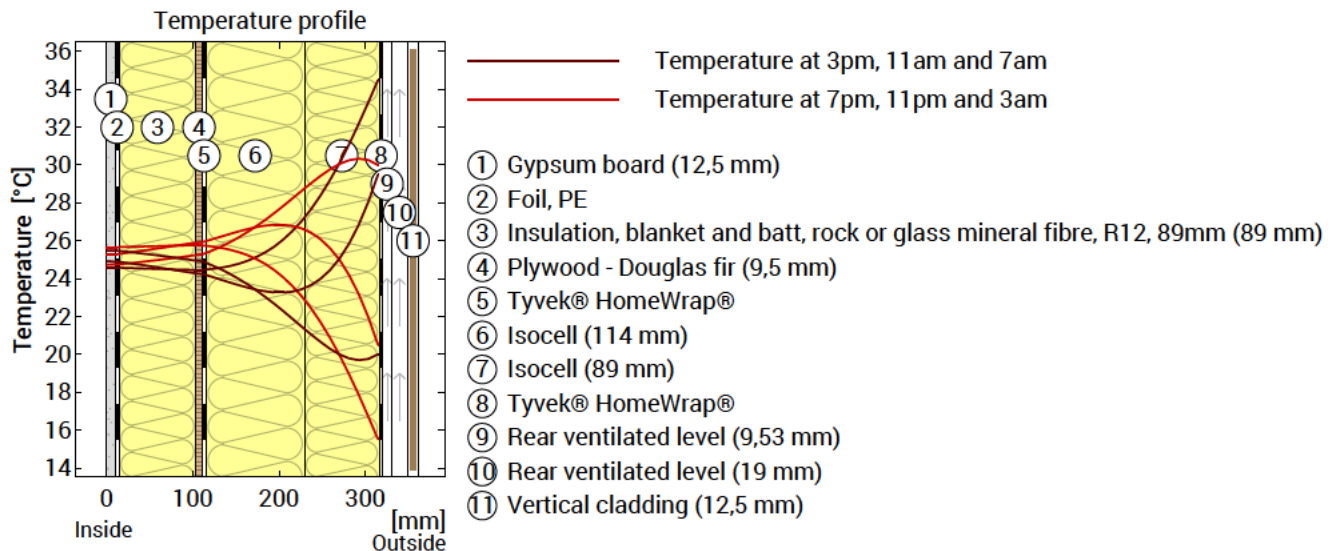 Temperature profile
Temperature [°C]
36
34
32
30
28
26
24
22
20
18
16
14
0 100 200 300
[mm]
Inside
Outside
1
2 3 4
5 6 7 8
9
10
11
Temperature at 3pm, 11am and 7am
Temperature at 7pm, 11pm and 3am
1 Gypsum board (12,5 mm)
2 Foil, PE
3 Insulation, blanket and batt, rock or glass mineral fibre, R12, 89mm (89 mm)
4 Plywood - Douglas fir (9,5 mm)
5 Tyvek® HomeWrap®
6 Isocell (114 mm)
7 Isocell (89 mm)
8 Tyvek® HomeWrap®
9 Rear ventilated level (9,53 mm)
10 Rear ventilated level (19 mm)
11 Vertical cladding (12,5 mm)